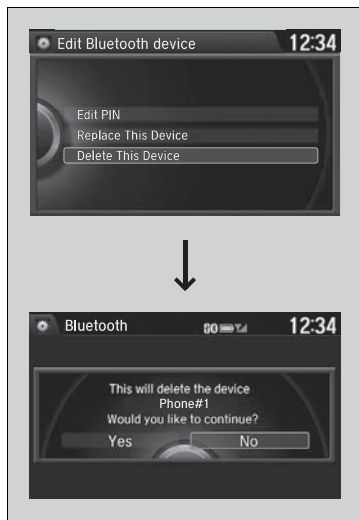 Edit Bluetooth device 12:34
Edit PIN
Replace This Device
Delete This Device
Bluetooth 12:34
This will delete the device
Phone#1
Would you like to continue?
Yes No